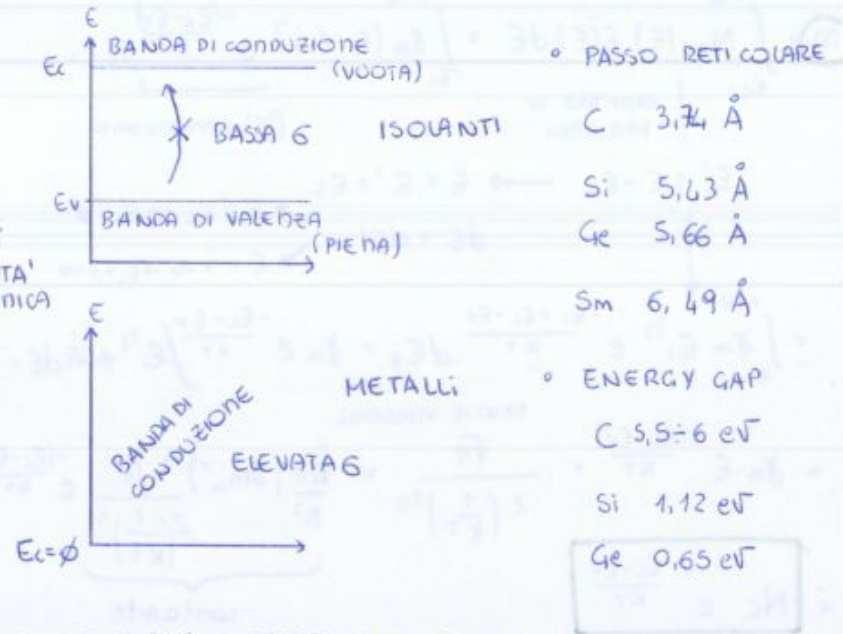 E
BANDA DI CONDUZIONE
Ec
(VUOTA)
BASSA σ
ISOLANTI
Ev
BANDA DI VALENZA
(PIENA)
TA'
NICA
E
METALLI
BANDA DI
CONDUZIONE
ELEVATA σ
Ec=Ø
• PASSO RETICOLARE
C 3,74 Å
Si 5,43 Å
Ge 5,66 Å
Sm 6,49 Å
• ENERGY GAP
C 5,5÷6 eV
Si 1,12 eV
Ge 0,65 eV